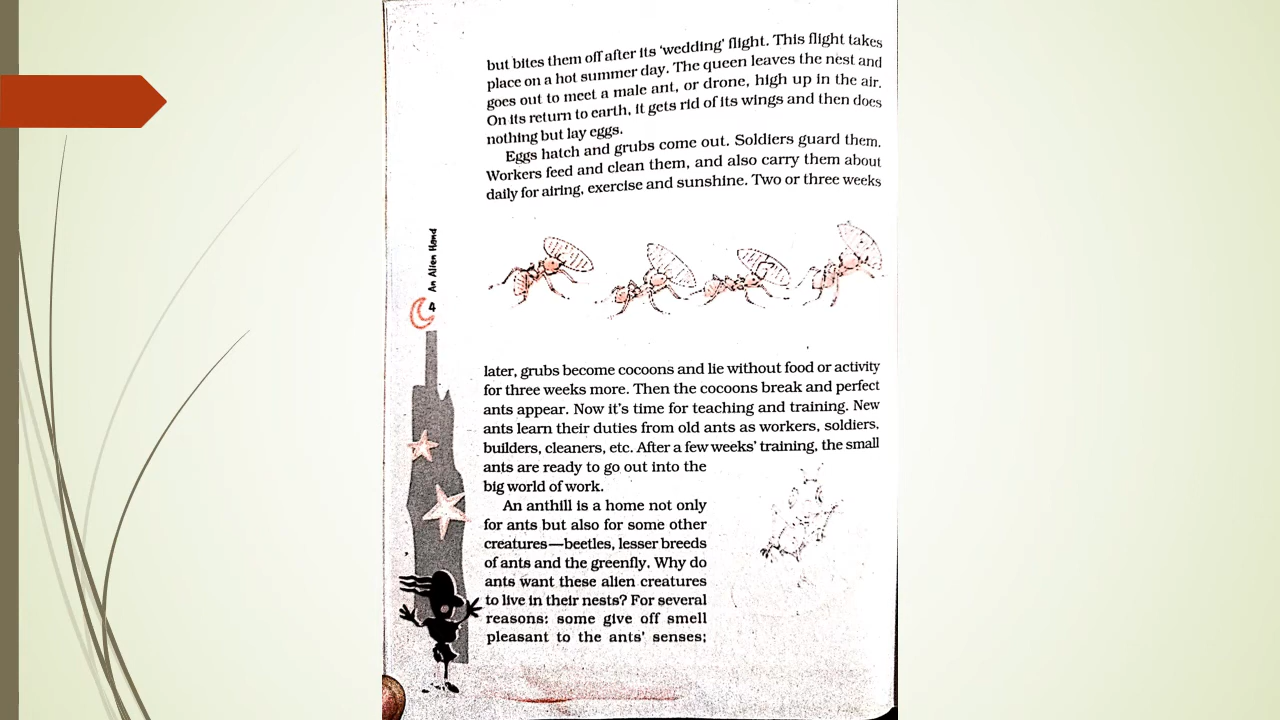 but bites them off after its 'wedding' flight. This flight takes
place on a hot summer day. The queen leaves the nest and
goes out to meet a male ant, or drone, high up in the air.
On its return to earth, it gets rid of its wings and then does
nothing but lay eggs.
Eggs hatch and grubs come out. Soldiers guard them.
Workers feed and clean them, and also carry them about
daily for airing, exercise and sunshine. Two or three weeks
4 An Alien Hand
later, grubs become cocoons and lie without food or activity
for three weeks more. Then the cocoons break and perfect
ants appear. Now it's time for teaching and training. New
ants learn their duties from old ants as workers, soldiers,
builders, cleaners, etc. After a few weeks' training, the small
ants are ready to go out into the
big world of work.
An anthill is a home not only
for ants but also for some other
creatures—beetles, lesser breeds
of ants and the greenfly. Why do
ants want these alien creatures
to live in their nests? For several
reasons: some give off smell
pleasant to the ants' senses;